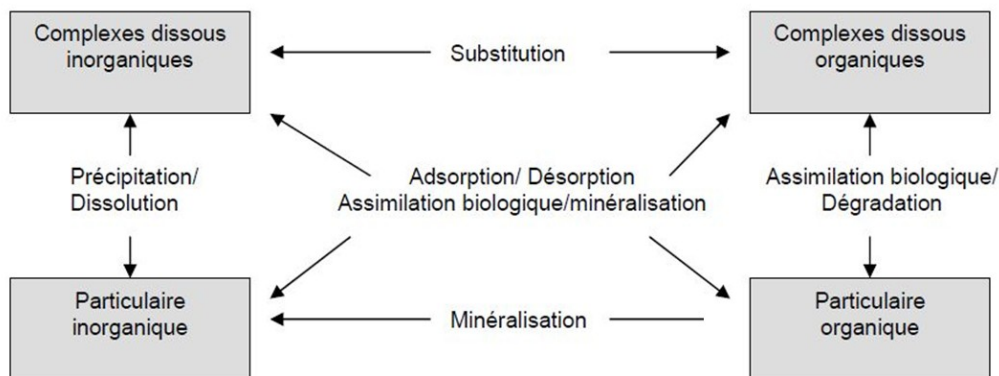 Complexes dissous
inorganiques
Substitution
Complexes dissous
organiques
Précipitation/
Dissolution
Adsorption/ Désorption
Assimilation biologique/minéralisation
Assimilation biologique/
Dégradation
Particulaire
inorganique
Minéralisation
Particulaire
organique